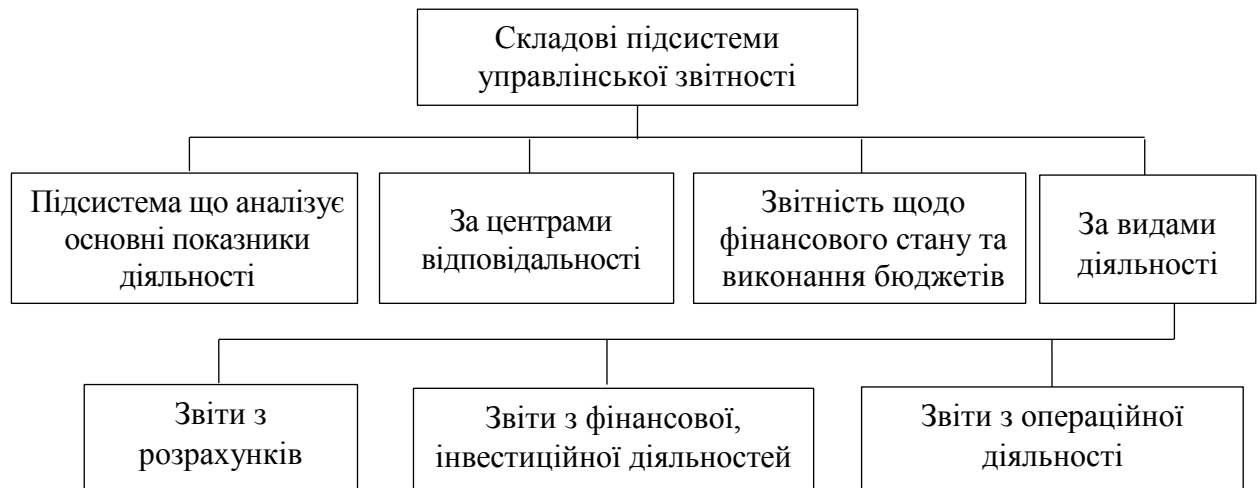 Складові підсистеми
управлінської звітності
Підсистема що аналізує
основні показники
діяльності
За центрами
відповідальності
Звітність щодо
фінансового стану та
виконання бюджетів
За видами
діяльності
Звіти з
розрахунків
Звіти з фінансової,
інвестиційної діяльностей
Звіти з операційної
діяльності